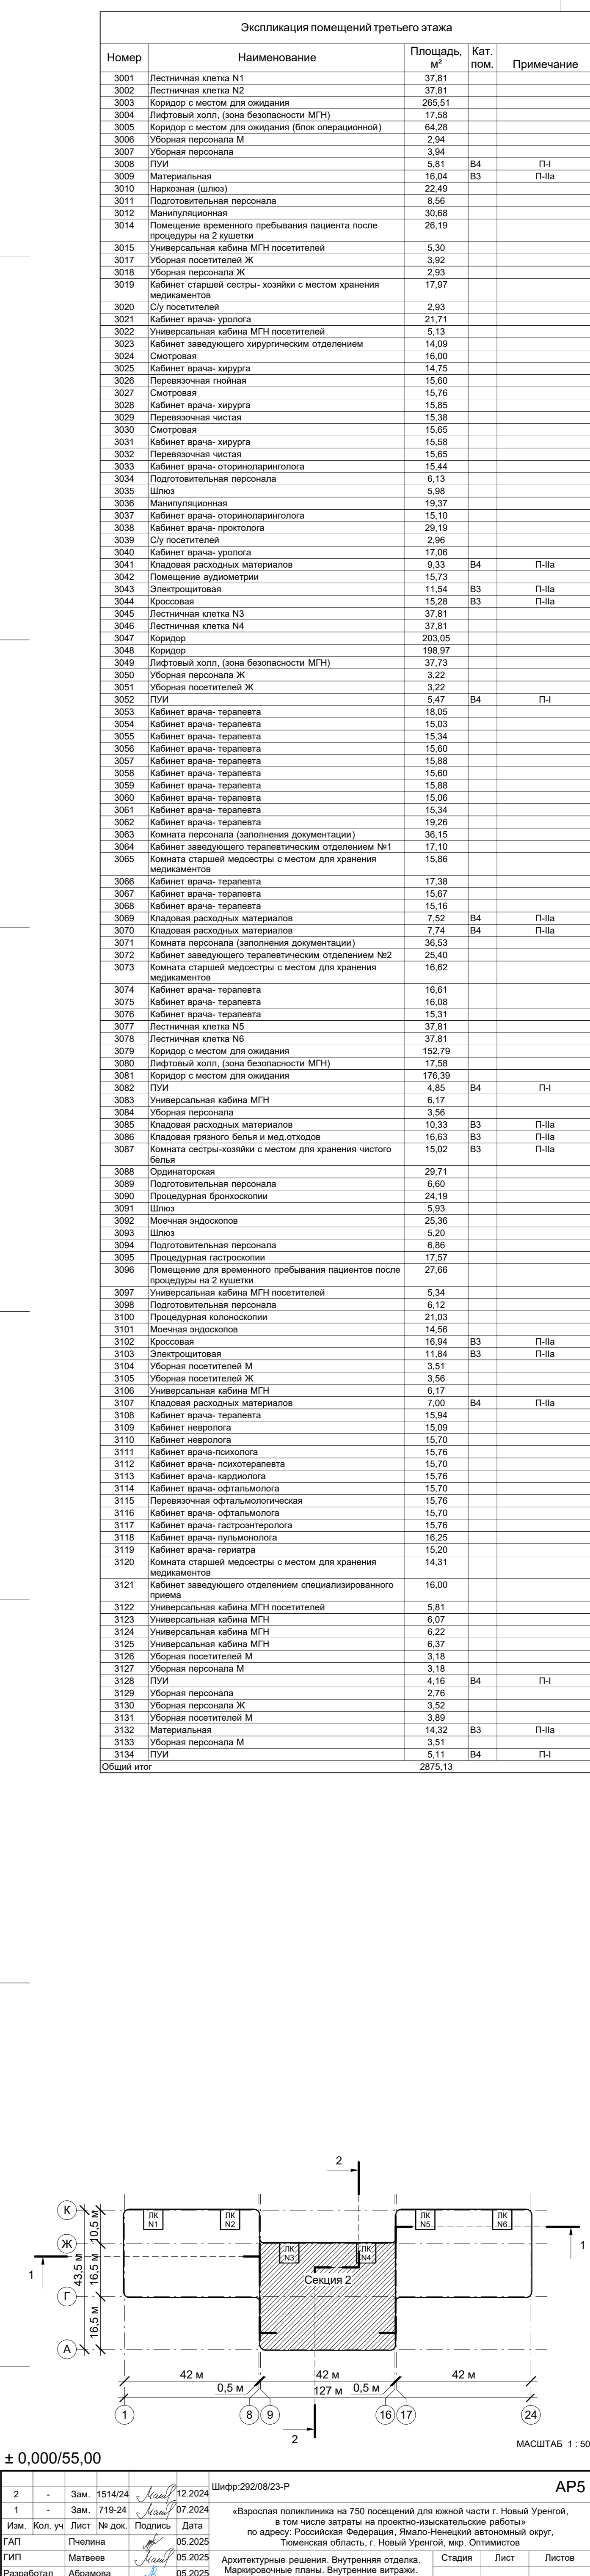 Экспликация помещений третьего этажа
Номер Наименование Площадь, м² Кат. пом. Примечание
3001 Лестничная клетка N1 37,81
3002 Лестничная клетка N2 37,81
3003 Коридор с местом для ожидания 265,51
3004 Лифтовый холл, (зона безопасности МГН) 17,58
3005 Коридор с местом для ожидания (блок операционной) 64,28
3006 Уборная персонала М 2,94
3007 Уборная персонала 3,94
3008 ПУИ 5,81 В4 П-I
3009 Материальная 16,04 В3 П-IIа
3010 Наркозная (шлюз) 22,49
3011 Подготовительная персонала 8,56
3012 Манипуляционная 30,68
3014 Помещение временного пребывания пациента после 26,19
процедуры на 2 кушетки
3015 Универсальная кабина МГН посетителей 5,30
3017 Уборная посетителей Ж 3,92
3018 Уборная персонала Ж 2,93
3019 Кабинет старшей сестры- хозяйки с местом хранения 17,97
медикаментов
3020 С/у посетителей 2,93
3021 Кабинет врача- уролога 21,71
3022 Универсальная кабина МГН посетителей 5,13
3023 Кабинет заведующего хирургическим отделением 14,09
3024 Смотровая 16,00
3025 Кабинет врача- хирурга 14,75
3026 Перевязочная гнойная 15,60
3027 Смотровая 15,76
3028 Кабинет врача- хирурга 15,85
3029 Перевязочная чистая 15,38
3030 Смотровая 15,65
3031 Кабинет врача- хирурга 15,58
3032 Перевязочная чистая 15,65
3033 Кабинет врача- оториноларинголога 15,44
3034 Подготовительная персонала 6,13
3035 Шлюз 5,98
3036 Манипуляционная 19,37
3037 Кабинет врача- оториноларинголога 15,10
3038 Кабинет врача- проктолога 29,19
3039 С/у посетителей 2,96
3040 Кабинет врача- уролога 17,06
3041 Кладовая расходных материалов 9,33 В4 П-IIа
3042 Помещение аудиометрии 15,73
3043 Электрощитовая 11,54 В3 П-IIа
3044 Кроссовая 15,28 В3 П-IIа
3045 Лестничная клетка N3 37,81
3046 Лестничная клетка N4 37,81
3047 Коридор 203,05
3048 Коридор 198,97
3049 Лифтовый холл, (зона безопасности МГН) 37,73
3050 Уборная персонала Ж 3,22
3051 Уборная посетителей Ж 3,22
3052 ПУИ 5,47 В4 П-I
3053 Кабинет врача- терапевта 18,05
3054 Кабинет врача- терапевта 15,03
3055 Кабинет врача- терапевта 15,34
3056 Кабинет врача- терапевта 15,60
3057 Кабинет врача- терапевта 15,88
3058 Кабинет врача- терапевта 15,60
3059 Кабинет врача- терапевта 15,88
3060 Кабинет врача- терапевта 15,06
3061 Кабинет врача- терапевта 15,34
3062 Кабинет врача- терапевта 19,26
3063 Комната персонала (заполнения документации) 36,15
3064 Кабинет заведующего терапевтическим отделением №1 17,10
3065 Комната старшей медсестры с местом для хранения 15,86
медикаментов
3066 Кабинет врача- терапевта 17,38
3067 Кабинет врача- терапевта 15,67
3068 Кабинет врача- терапевта 15,16
3069 Кладовая расходных материалов 7,52 В4 П-IIа
3070 Кладовая расходных материалов 7,74 В4 П-IIа
3071 Комната персонала (заполнения документации) 36,53
3072 Кабинет заведующего терапевтическим отделением №2 25,40
3073 Комната старшей медсестры с местом для хранения 16,62
медикаментов
3074 Кабинет врача- терапевта 16,61
3075 Кабинет врача- терапевта 16,08
3076 Кабинет врача- терапевта 15,31
3077 Лестничная клетка N5 37,81
3078 Лестничная клетка N6 37,81
3079 Коридор с местом для ожидания 152,79
3080 Лифтовый холл, (зона безопасности МГН) 17,58
3081 Коридор с местом для ожидания 176,39
3082 ПУИ 4,85 В4 П-I
3083 Универсальная кабина МГН 6,17
3084 Уборная персонала 3,56
3085 Кладовая расходных материалов 10,33 В3 П-IIа
3086 Кладовая грязного белья и мед.отходов 16,63 В3 П-IIа
3087 Комната сестры-хозяйки с местом для хранения чистого 15,02 В3 П-IIа
белья
3088 Ординаторская 29,71
3089 Подготовительная персонала 6,60
3090 Процедурная бронхоскопии 24,19
3091 Шлюз 5,93
3092 Моечная эндоскопов 25,36
3093 Шлюз 5,20
3094 Подготовительная персонала 6,86
3095 Процедурная гастроскопии 17,57
3096 Помещение для временного пребывания пациентов после 27,66
процедуры на 2 кушетки
3097 Универсальная кабина МГН посетителей 5,34
3098 Подготовительная персонала 6,12
3100 Процедурная колоноскопии 21,03
3101 Моечная эндоскопов 14,56
3102 Кроссовая 16,94 В3 П-IIа
3103 Электрощитовая 11,84 В3 П-IIа
3104 Уборная посетителей М 3,51
3105 Уборная посетителей Ж 3,56
3106 Универсальная кабина МГН 6,17
3107 Кладовая расходных материалов 7,00 В4 П-IIа
3108 Кабинет врача- терапевта 15,94
3109 Кабинет невролога 15,09
3110 Кабинет невролога 15,70
3111 Кабинет врача-психолога 15,76
3112 Кабинет врача- психотерапевта 15,70
3113 Кабинет врача- кардиолога 15,76
3114 Кабинет врача- офтальмолога 15,70
3115 Перевязочная офтальмологическая 15,76
3116 Кабинет врача- офтальмолога 15,70
3117 Кабинет врача- гастроэнтеролога 15,76
3118 Кабинет врача- пульмонолога 16,25
3119 Кабинет врача- гериатра 15,20
3120 Комната старшей медсестры с местом для хранения 14,31
медикаментов
3121 Кабинет заведующего отделением специализированного 16,00
приема
3122 Универсальная кабина МГН посетителей 5,81
3123 Универсальная кабина МГН 6,07
3124 Универсальная кабина МГН 6,22
3125 Универсальная кабина МГН 6,37
3126 Уборная посетителей М 3,18
3127 Уборная персонала М 3,18
3128 ПУИ 4,16 В4 П-I
3129 Уборная персонала 2,76
3130 Уборная персонала Ж 3,52
3131 Уборная посетителей М 3,89
3132 Материальная 14,32 В3 П-IIа
3133 Уборная персонала М 3,51
3134 ПУИ 5,11 В4 П-I
Общий итог 2875,13
2
К ЛК N1 ЛК N2 ЛК N5 ЛК N6
10,5 м
Ж 1
ЛК N3 ЛК N4
1 43,5 м 16,5 м Секция 2
Г
16,5 м
А
42 м 42 м 42 м
0,5 м 127 м 0,5 м
1 8 9 16 17 24
2
МАСШТАБ 1 : 50
± 0,000/55,00
Шифр:292/08/23-Р АР5
2 - Зам. 1514/24 12.2024
1 - Зам. 719-24 07.2024
Изм. Кол. уч Лист № док. Подпись Дата
«Взрослая поликлиника на 750 посещений для южной части г. Новый Уренгой,
в том числе затраты на проектно-изыскательские работы»
по адресу: Российская Федерация, Ямало-Ненецкий автономный округ,
Тюменская область, г. Новый Уренгой, мкр. Оптимистов
ГАП Пчелина 05.2025
ГИП Матвеев 05.2025
Разработал Абрамова 05.2025
Архитектурные решения. Внутренняя отделка.
Маркировочные планы. Внутренние витражи.
Стадия Лист Листов